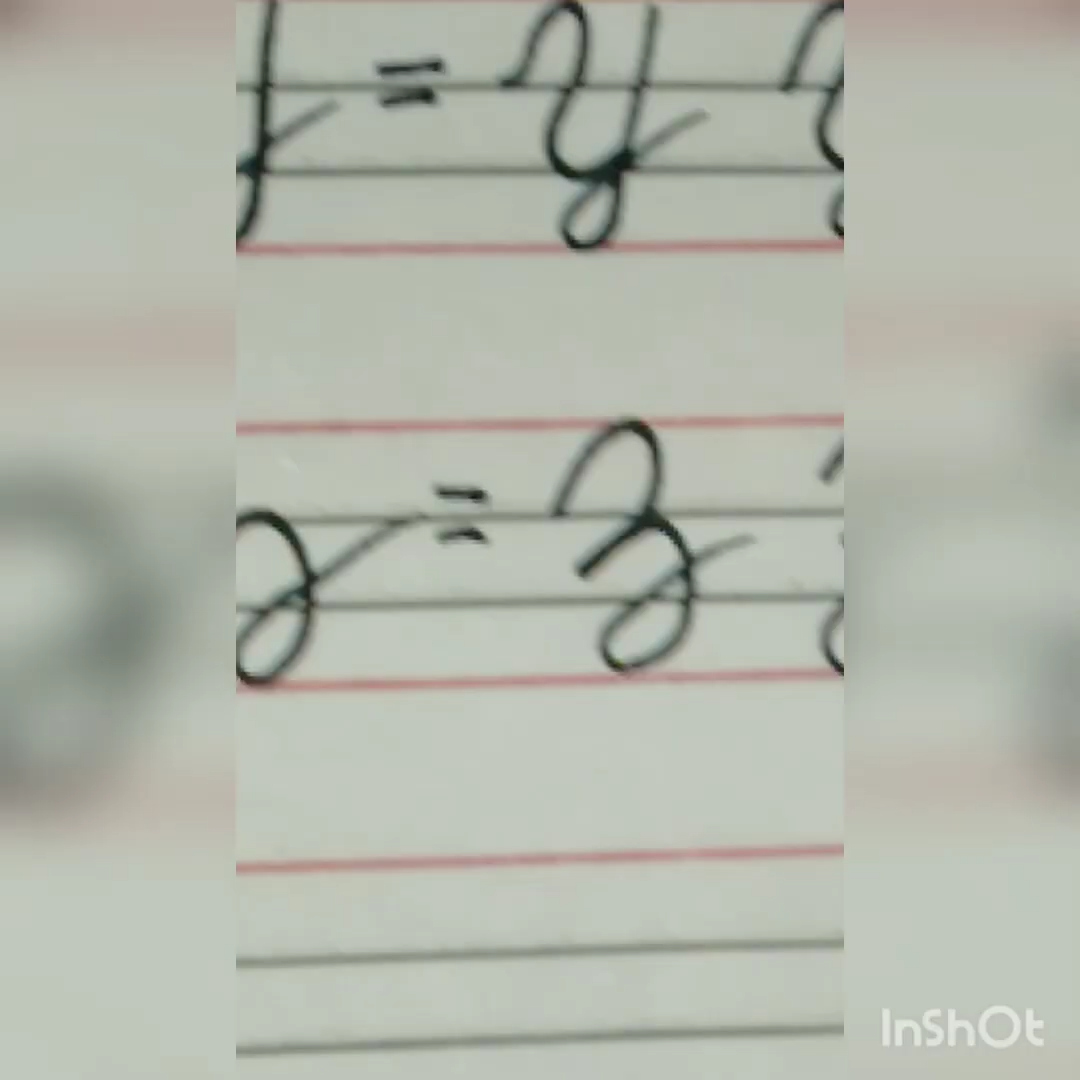 y = y
z = z
InShOt